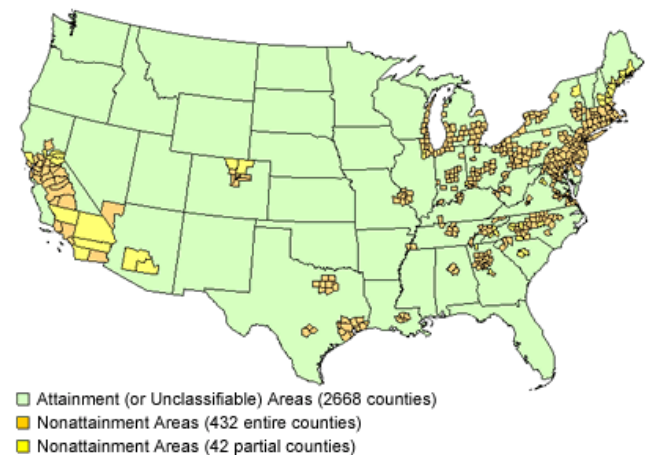 Attainment (or Unclassifiable) Areas (2668 counties)
Nonattainment Areas (432 entire counties)
Nonattainment Areas (42 partial counties)